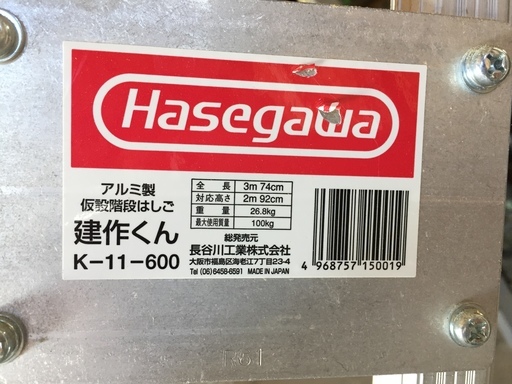 Hasegawa
アルミ製
仮設階段はしご
建作くん
K-11-600
全長 3m 74cm
対応高さ 2m 92cm
重量 26.8kg
最大使用質量 100kg
総発売元
長谷川工業株式会社
大阪市福島区海老江7丁目23-4
Tel (06)6458-6591 MADE IN JAPAN
4 968757 150019